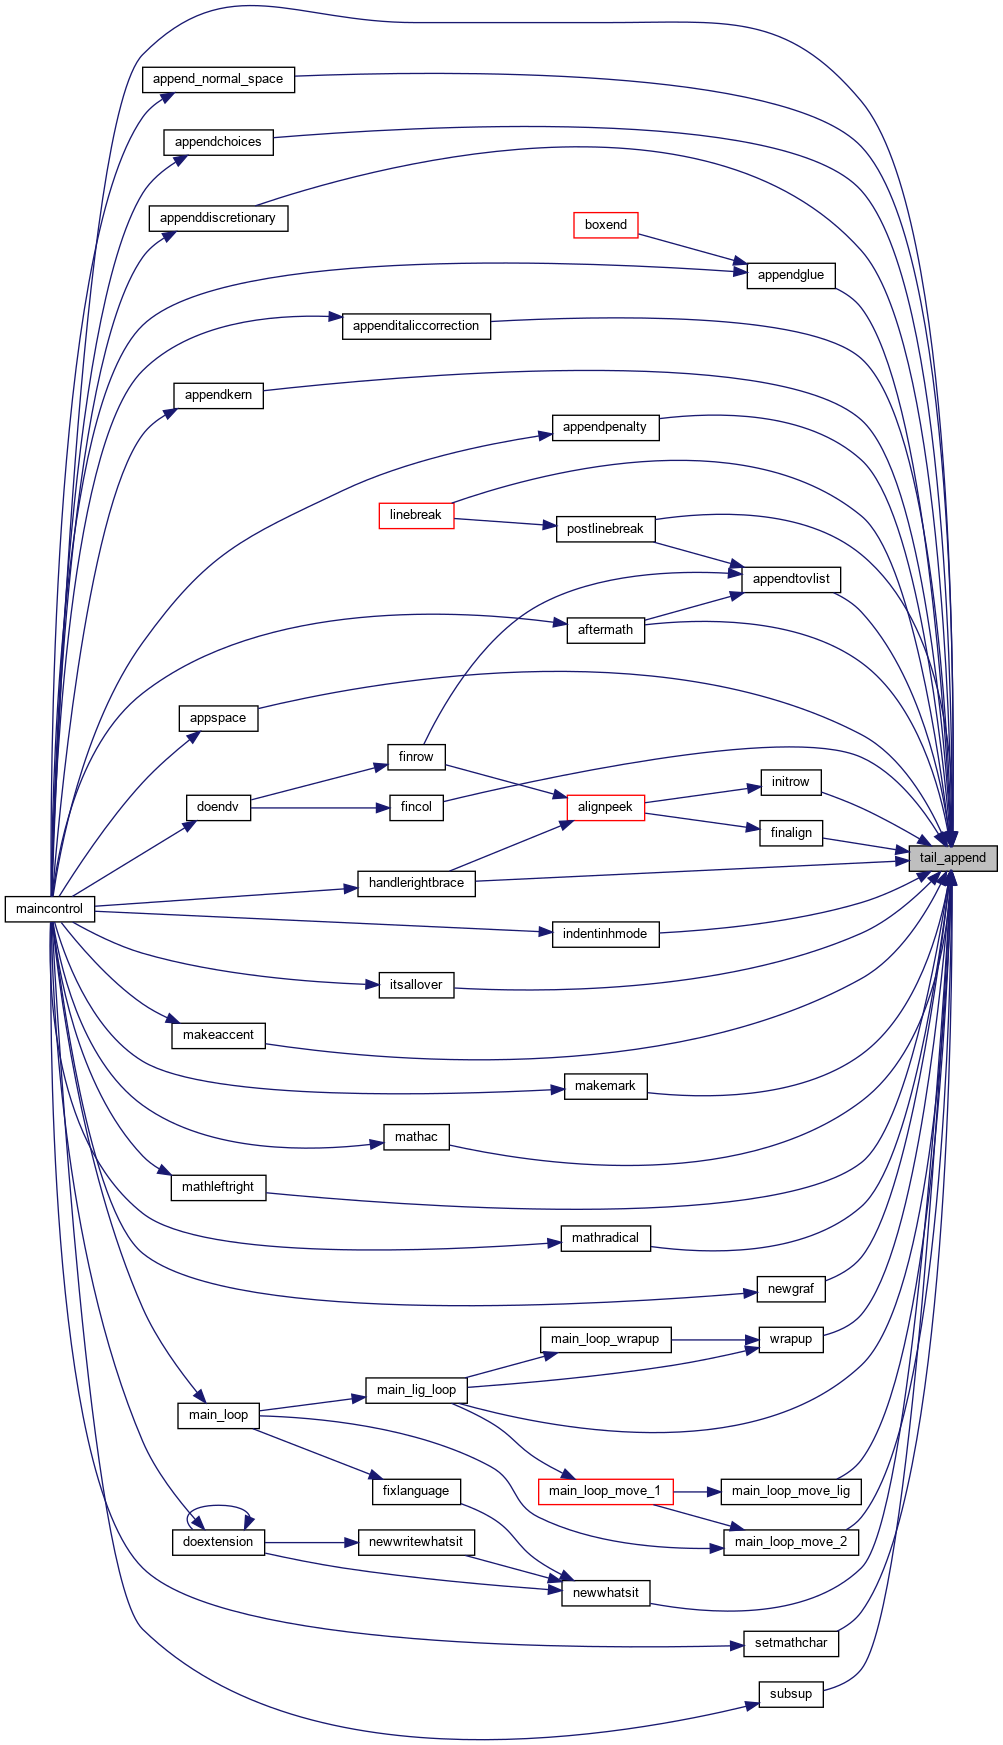 append_normal_space
appendchoices
appenddiscretionary
boxend
appendglue
appenditaliccorrection
appendkern
appendpenalty
linebreak
postlinebreak
appendtovlist
aftermath
appspace
finrow
initrow
doendv
fincol
alignpeek
finalign
tail_append
handlerightbrace
maincontrol
indentinhmode
itsallover
makeaccent
makemark
mathac
mathleftright
mathradical
newgraf
main_loop_wrapup
wrapup
main_lig_loop
main_loop
fixlanguage
main_loop_move_1
main_loop_move_lig
doextension
newwritewhatsit
main_loop_move_2
newwhatsit
setmathchar
subsup